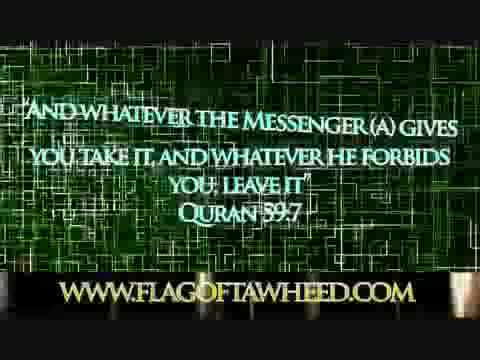 "AND WHATEVER THE MESSENGER (A) GIVES
YOU TAKE IT, AND WHATEVER HE FORBIDS
YOU, LEAVE IT"
QURAN 59:7
WWW.FLAGOFTAWHEED.COM